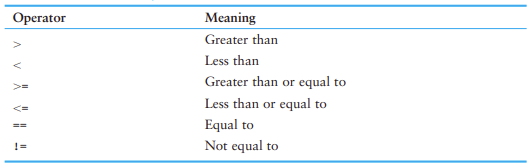 Operator Meaning
> Greater than
< Less than
>= Greater than or equal to
<= Less than or equal to
== Equal to
!= Not equal to